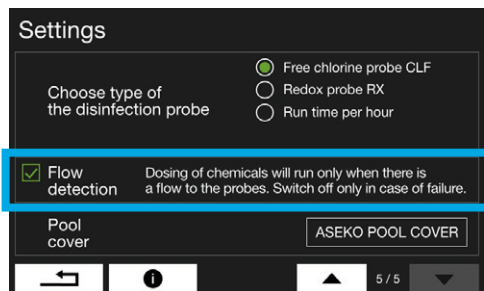 Settings
Choose type of
the disinfection probe
Free chlorine probe CLF
Redox probe RX
Run time per hour
Flow
detection
Dosing of chemicals will run only when there is
a flow to the probes. Switch off only in case of failure.
Pool
cover
ASEKO POOL COVER
i
5/5